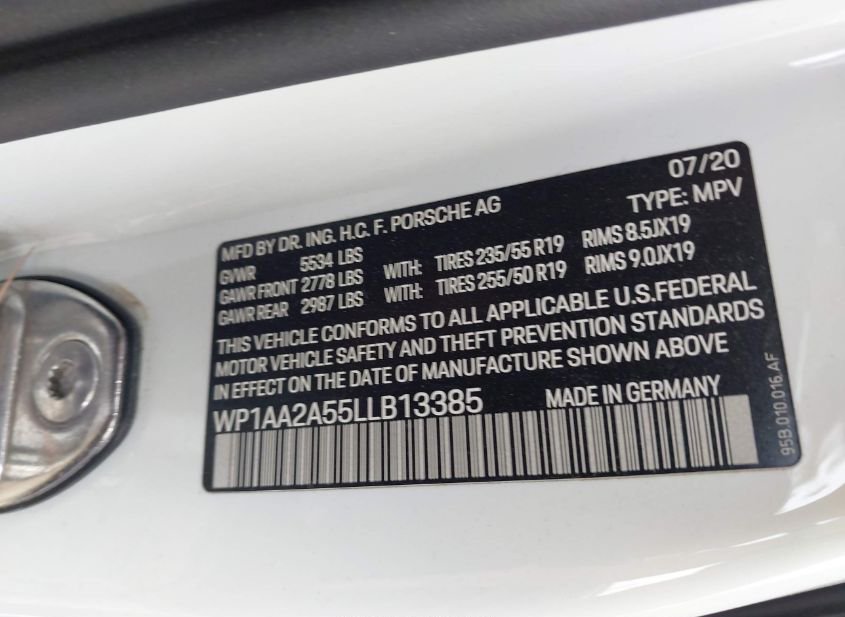 07/20
MFD BY DR. ING. H.C. F. PORSCHE AG TYPE: MPV
GVWR 5534 LBS
GAWR FRONT 2778 LBS WITH: TIRES 235/55 R19 RIMS 8.5JX19
GAWR REAR 2987 LBS WITH: TIRES 255/50 R19 RIMS 9.0JX19
THIS VEHICLE CONFORMS TO ALL APPLICABLE U.S.FEDERAL
MOTOR VEHICLE SAFETY AND THEFT PREVENTION STANDARDS
IN EFFECT ON THE DATE OF MANUFACTURE SHOWN ABOVE
WP1AA2A55LLB13385 MADE IN GERMANY
95B.010.016.AF